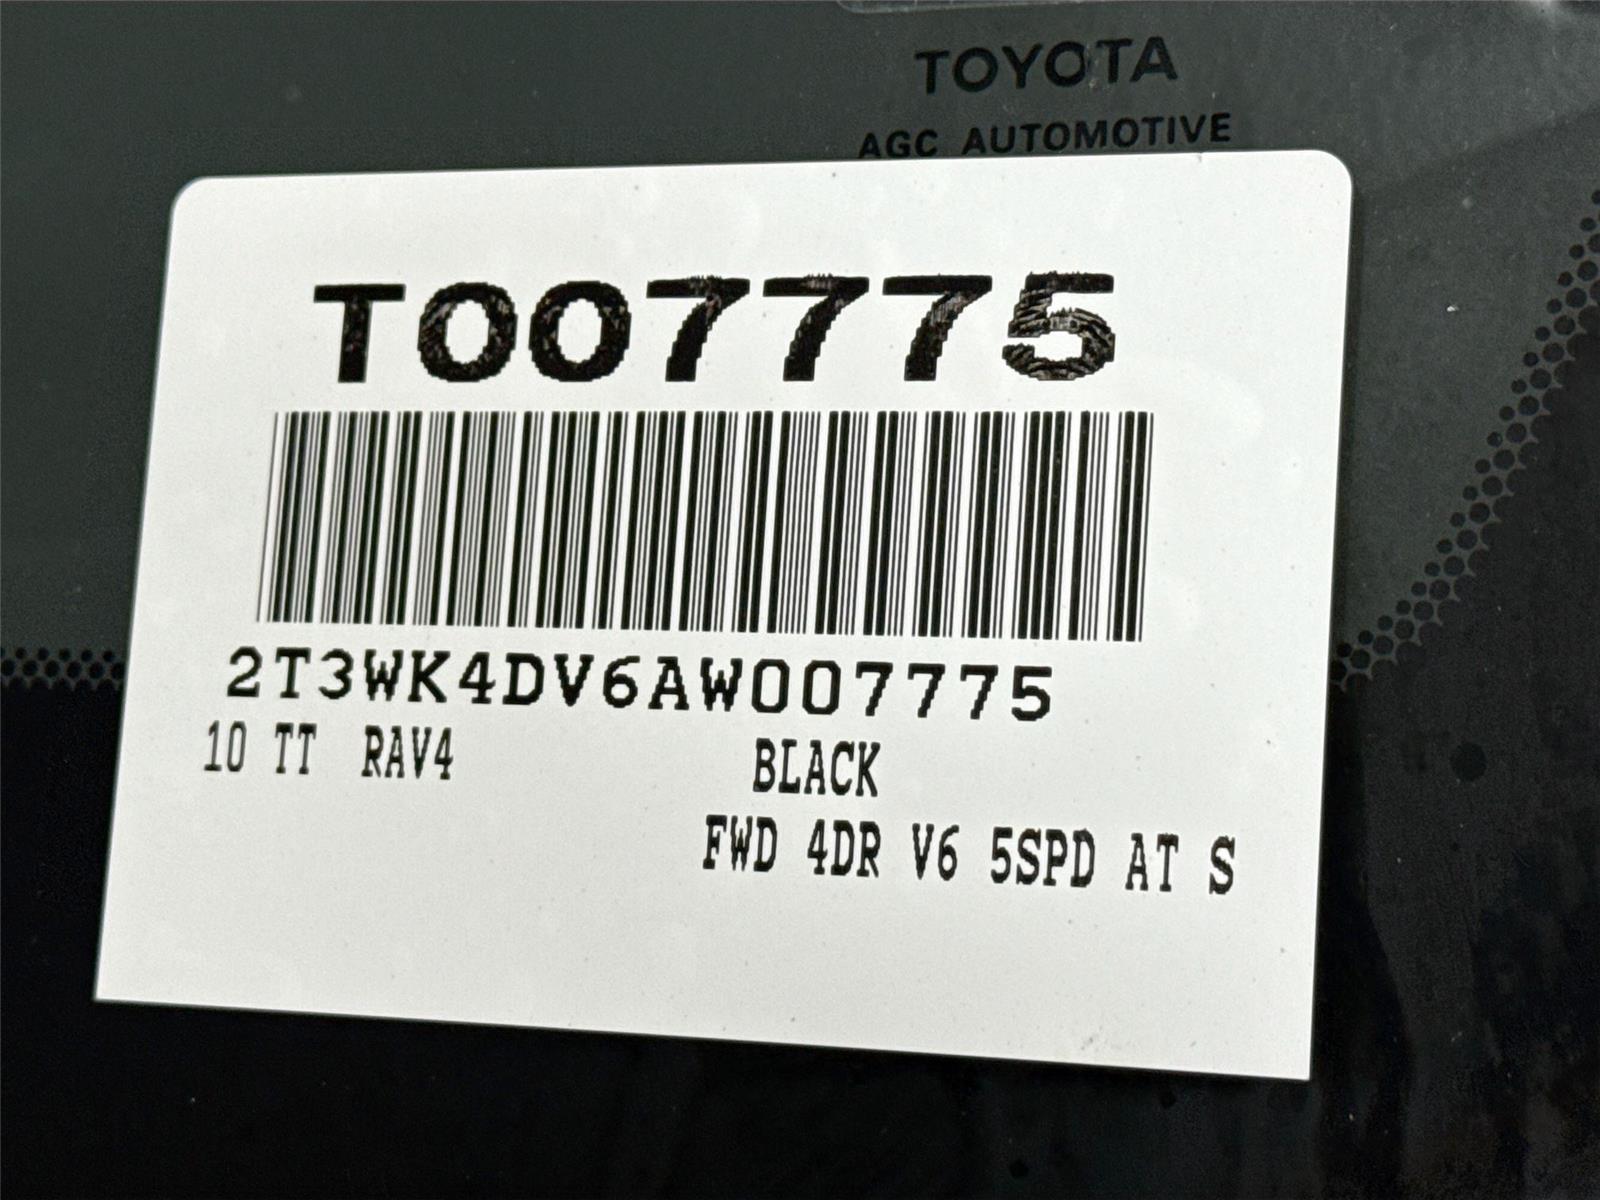 TOYOTA
AGC AUTOMOTIVE
T007775
2T3WK4DV6AW007775
10 TT RAV4 BLACK
FWD 4DR V6 5SPD AT S